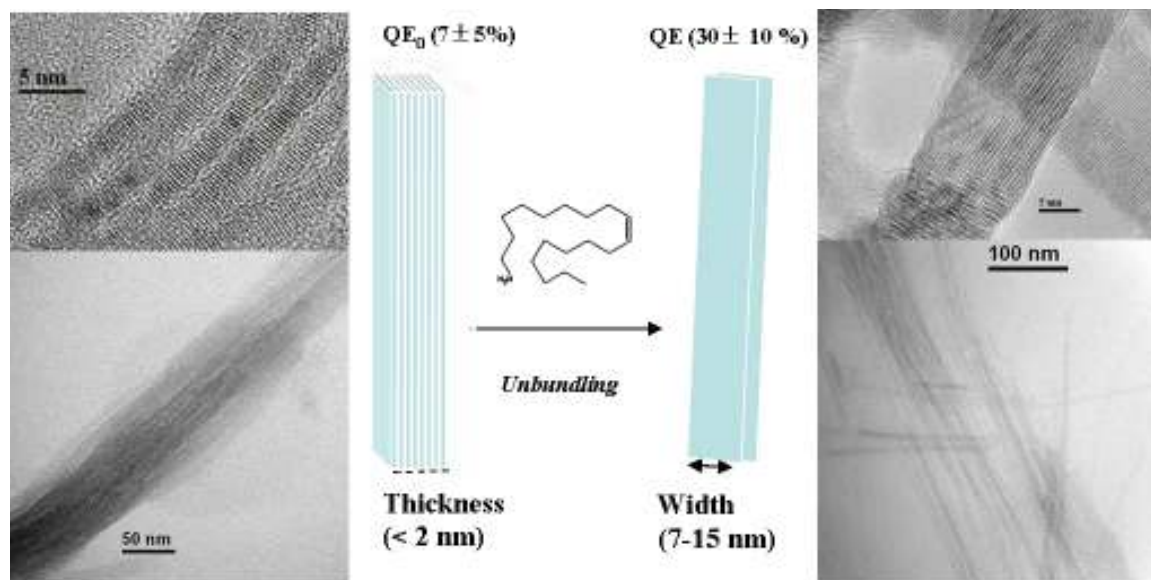 5 nm
QE0 (7±5%)
QE (30± 10 %)
Unbundling
50 nm
Thickness
(< 2 nm)
Width
(7-15 nm)
100 nm